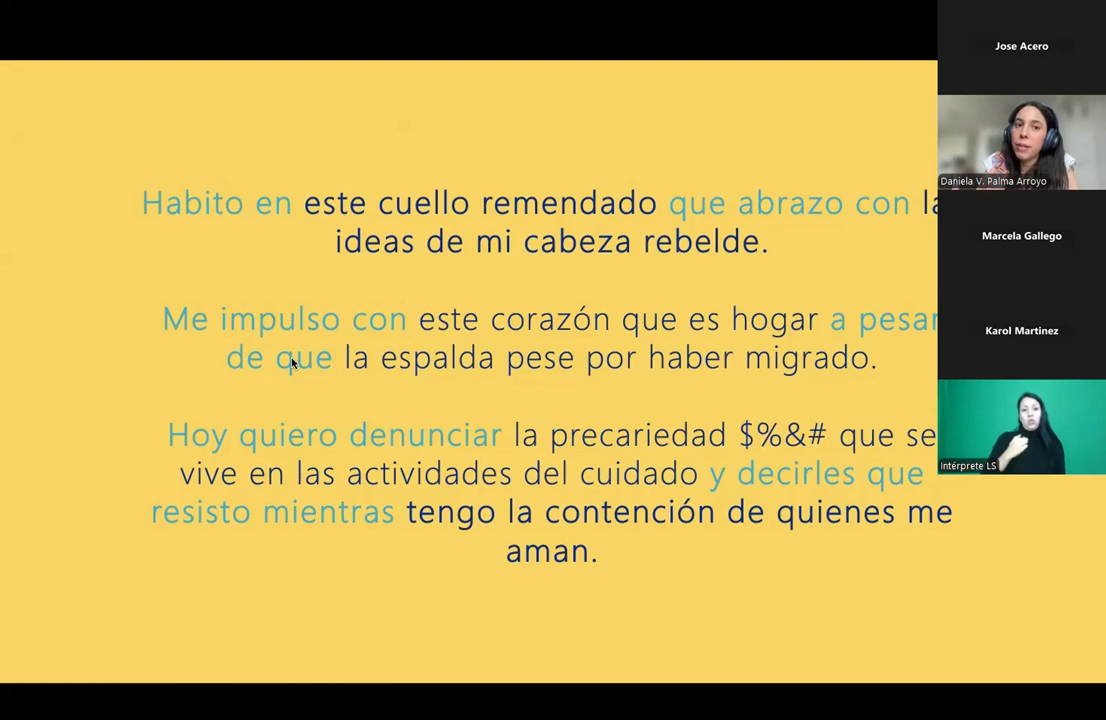 Habito en este cuello remendado que abrazo con
ideas de mi cabeza rebelde.
Me impulso con este corazón que es hogar a pesar
de que la espalda pese por haber migrado.
Hoy quiero denunciar la precariedad $%&# que se
vive en las actividades del cuidado y decirles que
resisto mientras tengo la contención de quienes me
aman.
Jose Acero
Daniela V. Palma Arroyo
Marcela Gallego
Karol Martinez
Intérprete LS